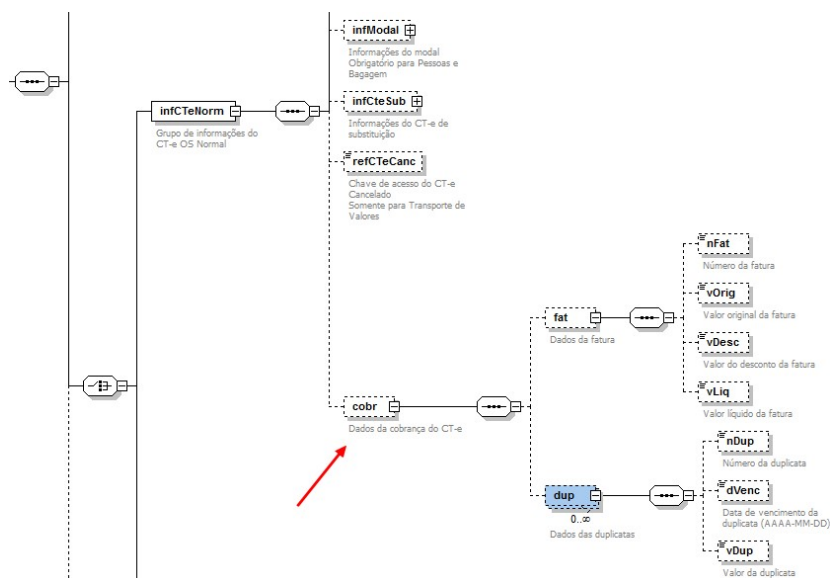 infModal
Informações do modal
Obrigatório para Pessoas e
Bagagem
infCTeNorm
Grupo de informações do
CT-e OS Normal
infCteSub
Informações do CT-e de
substituição
refCTeCanc
Chave de acesso do CT-e
Cancelado
Somente para Transporte de
Valores
cobr
Dados da cobrança do CT-e
fat
Dados da fatura
nFat
Número da fatura
vOrig
Valor original da fatura
vDesc
Valor do desconto da fatura
vLiq
Valor líquido da fatura
dup
0..∞
Dados das duplicatas
nDup
Número da duplicata
dVenc
Data de vencimento da
duplicata (AAAA-MM-DD)
vDup
Valor da duplicata